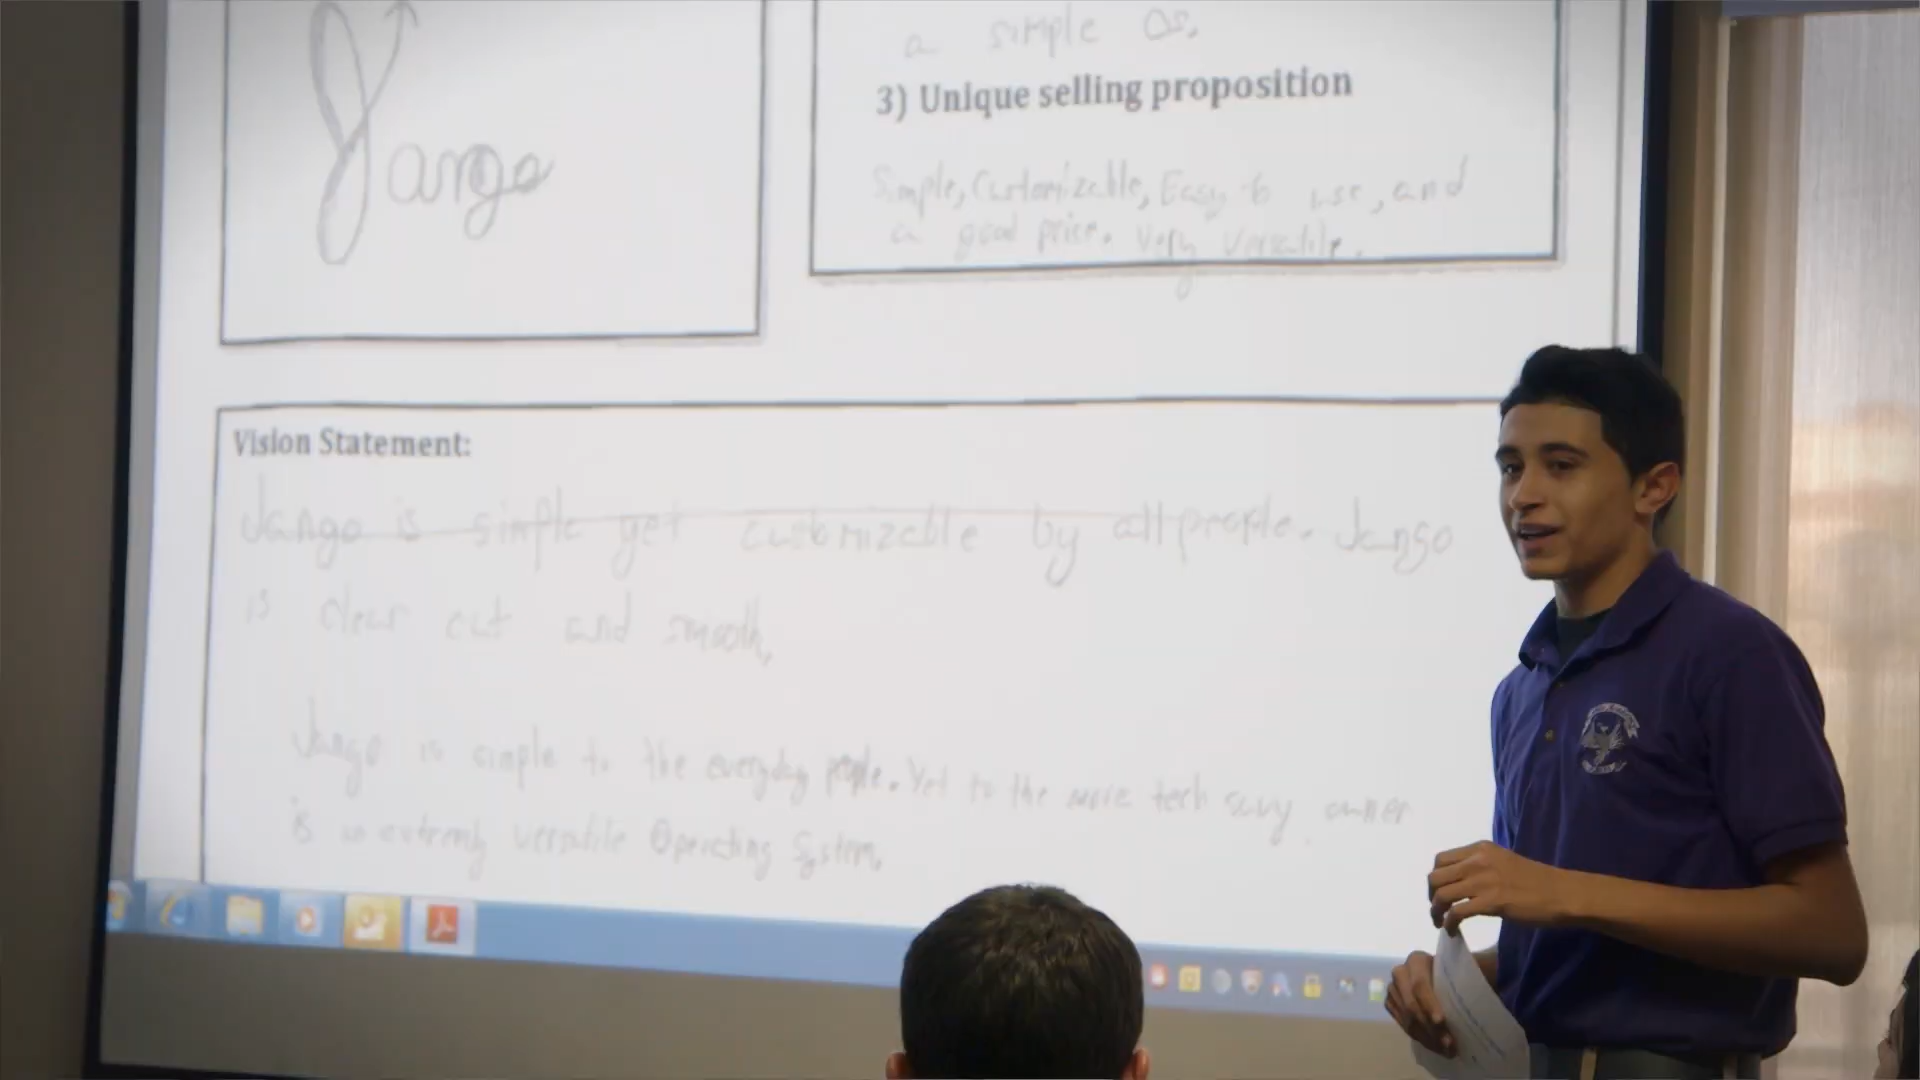 Jango
a simple OS.
3) Unique selling proposition
Simple, Customizable, Easy to use, and
a good price. Very versatile.
Vision Statement:
Jango is simple yet customizable by all people. Jango
is clear cut and smooth.
Jango is simple to the everyday people. Yet to the more tech savy owner
is an extremly versatile Operating System.